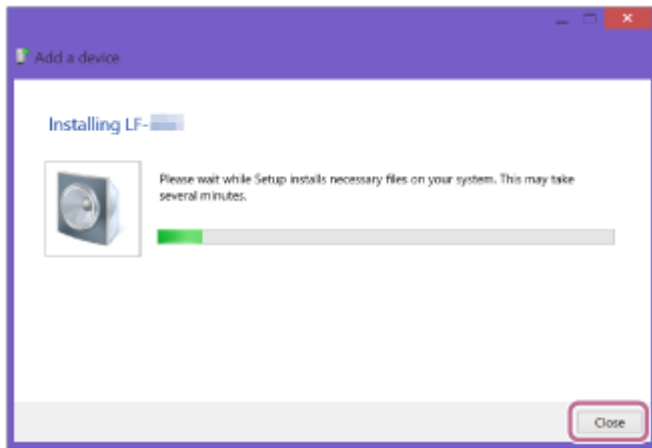 Add a device
Installing LF-
Please wait while Setup installs necessary files on your system. This may take
several minutes.
Close